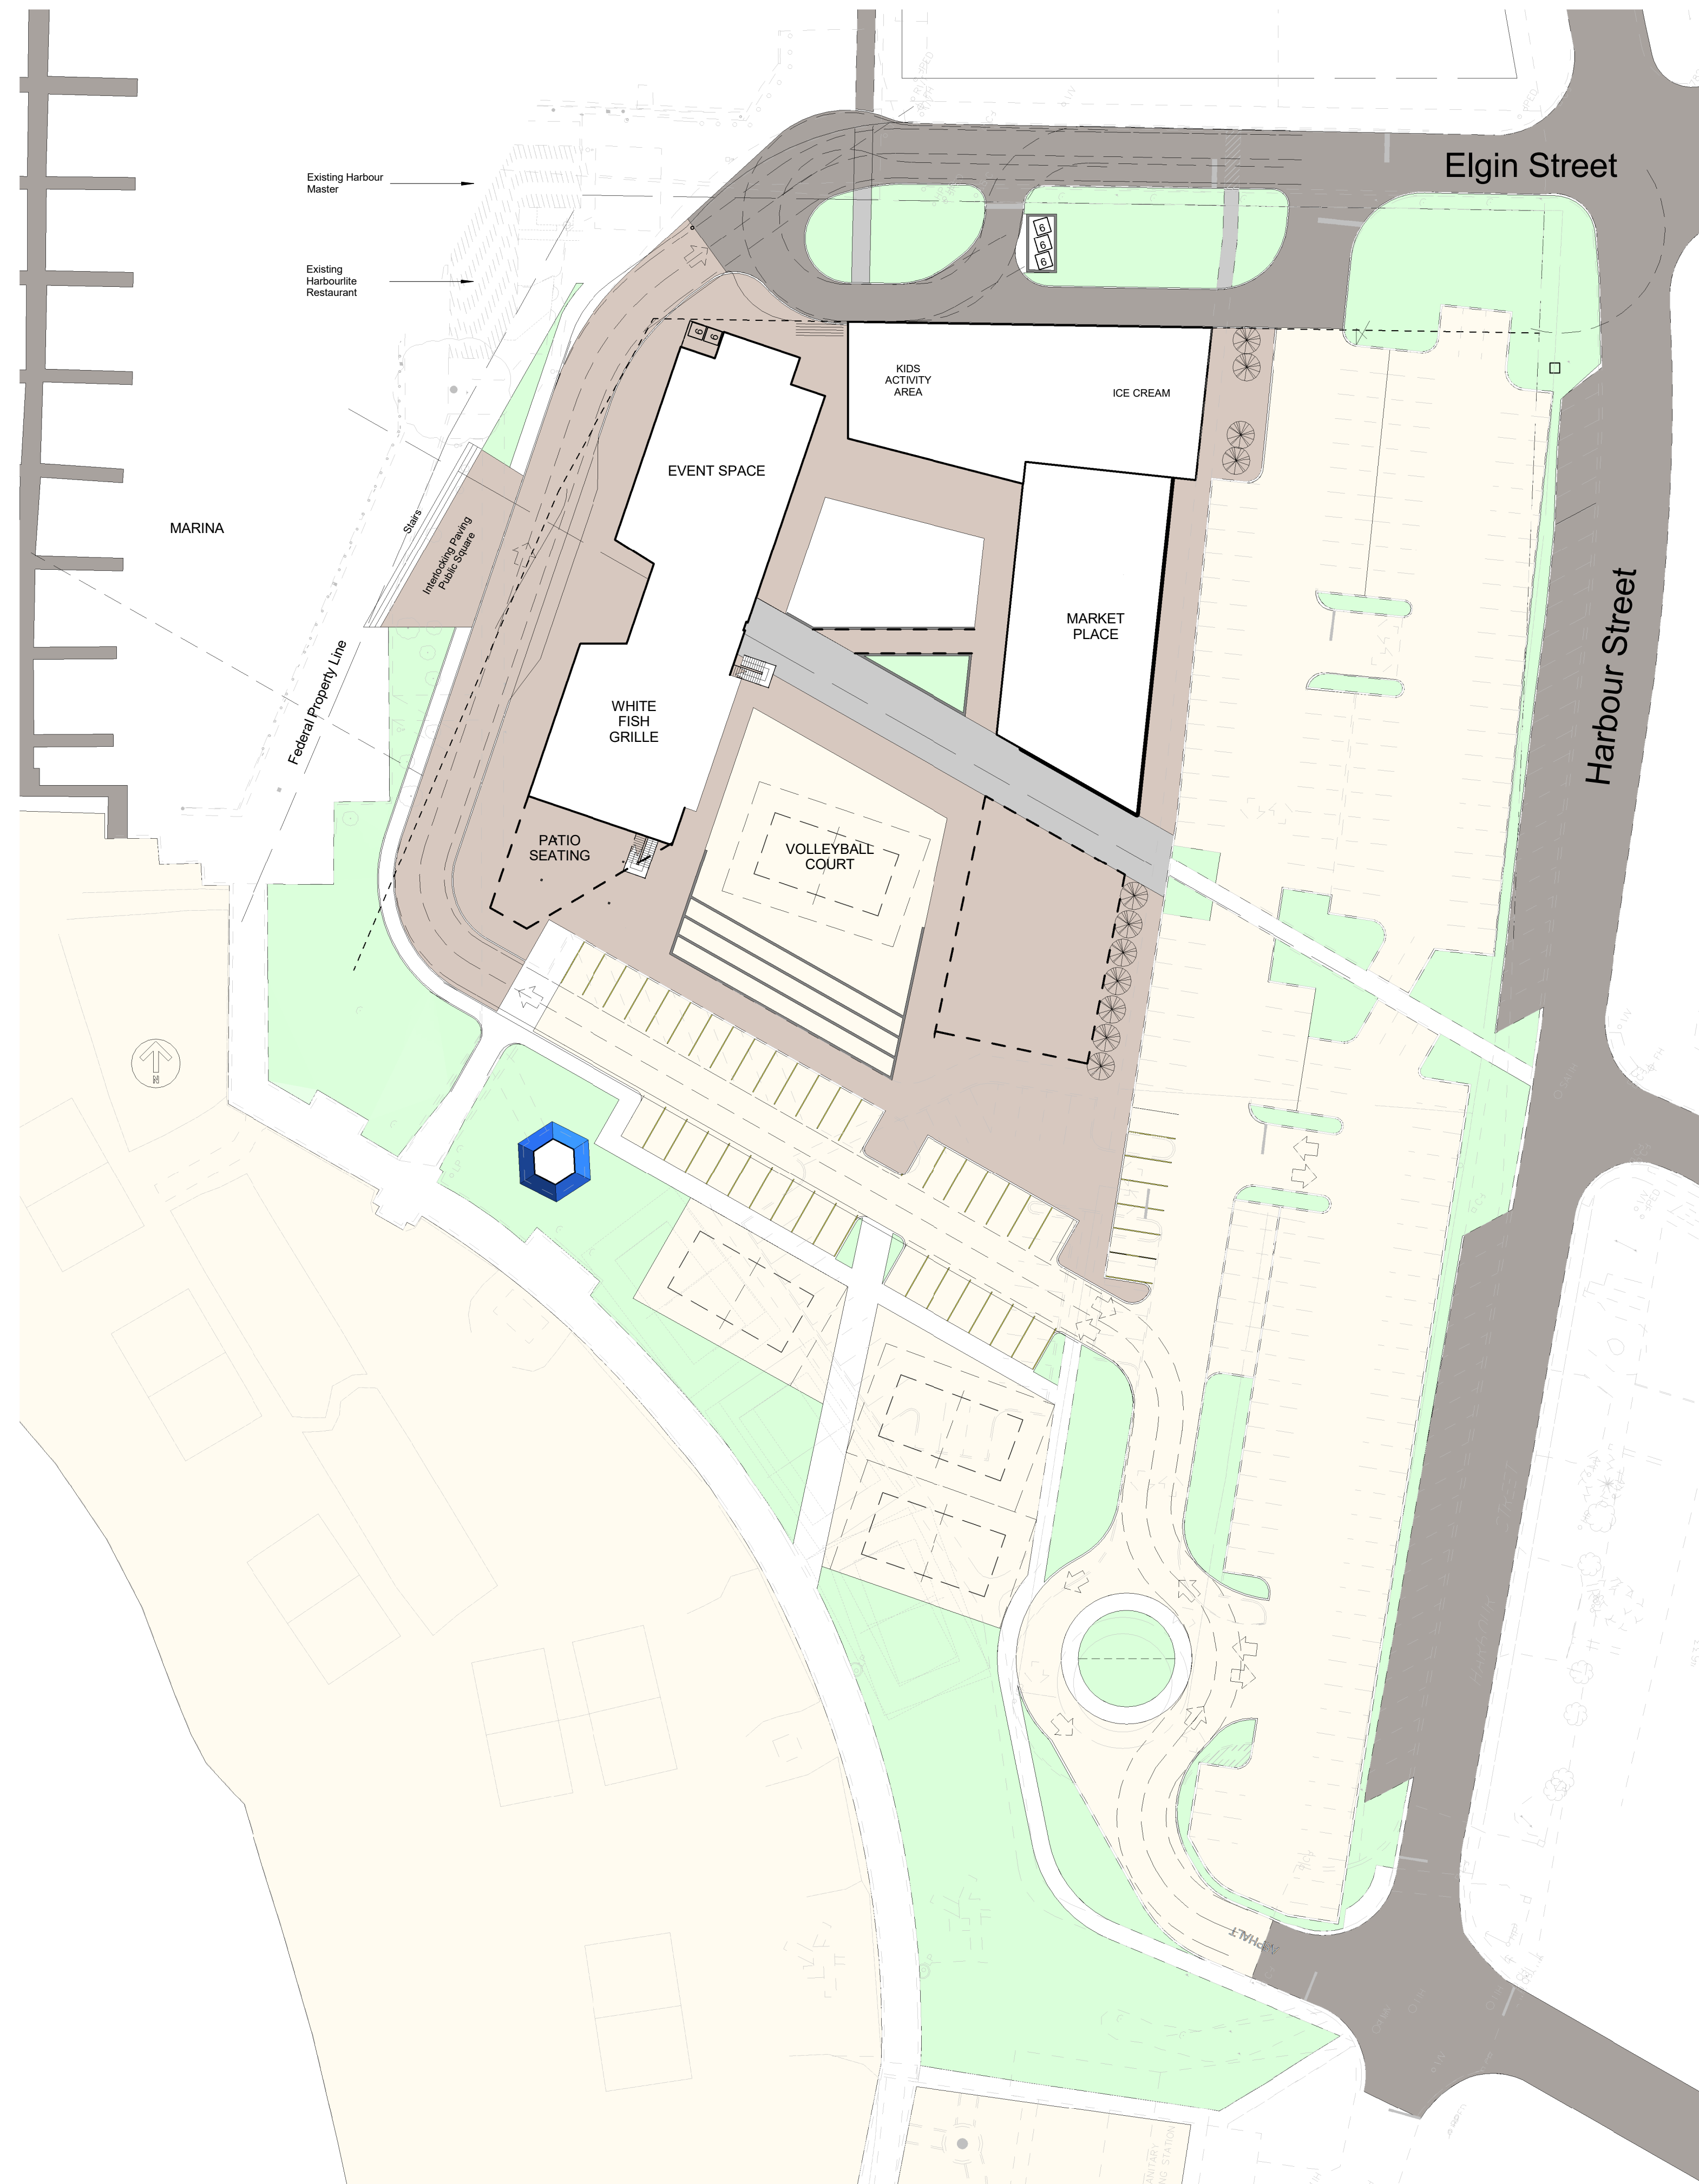 Elgin Street
Existing Harbour
Master
Existing
Harbourlite
Restaurant
6
6
6
6
6
KIDS
ACTIVITY
AREA
ICE CREAM
EVENT SPACE
MARINA
Stairs
Interlocking Paving
Public Square
MARKET
PLACE
Harbour Street
Federal Property Line
WHITE
FISH
GRILLE
PATIO
SEATING
VOLLEYBALL
COURT
N
ASPHALT